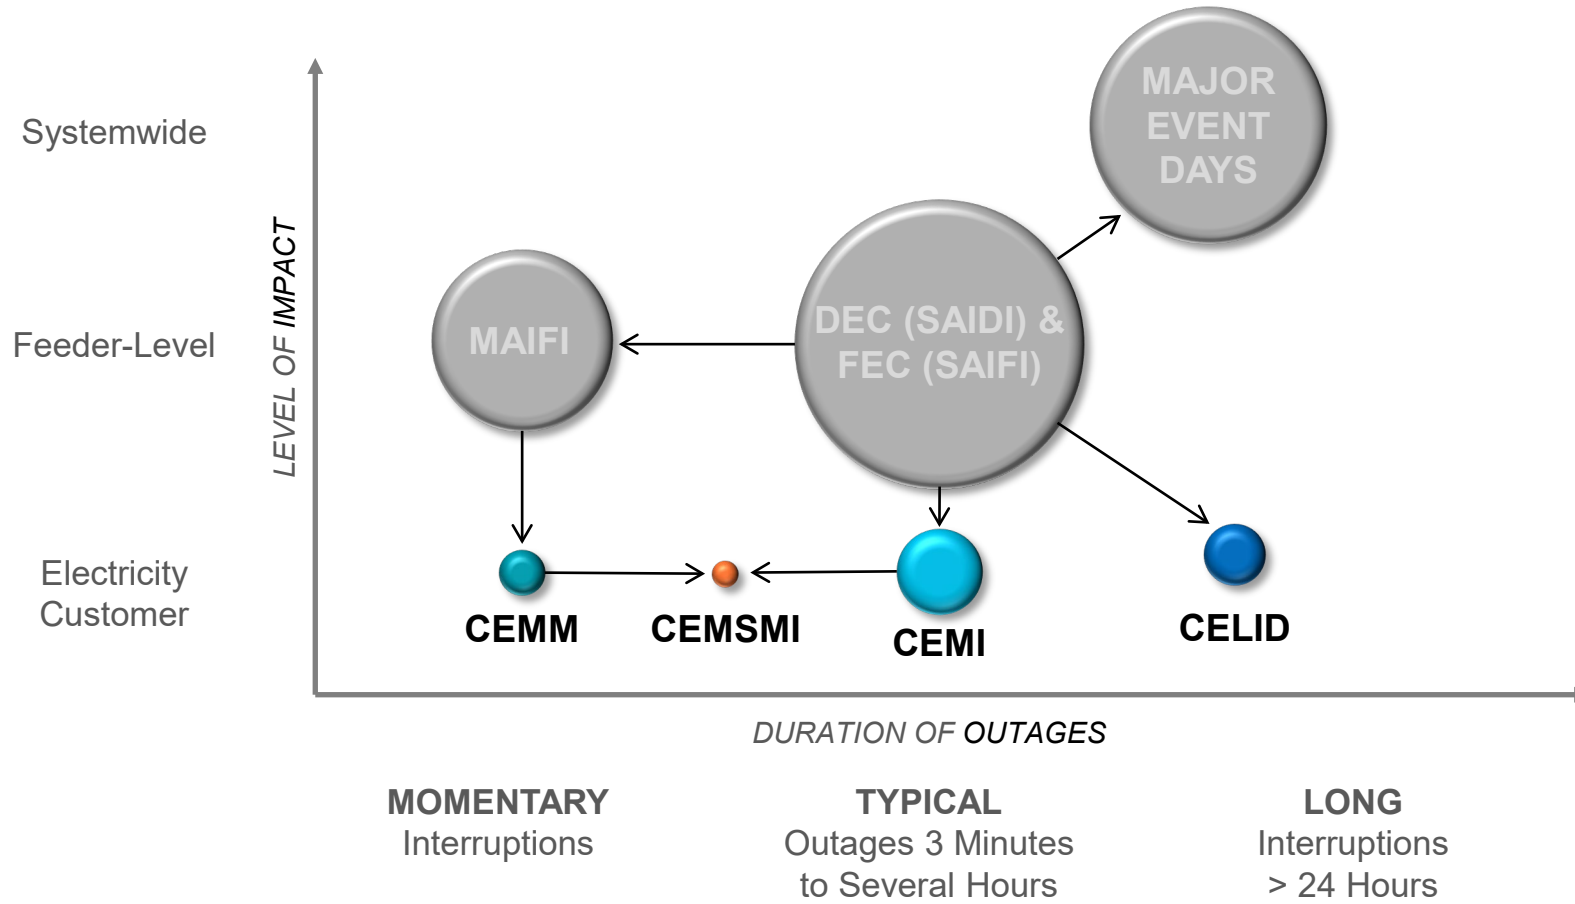 MAJOR
EVENT
DAYS
Systemwide
LEVEL OF IMPACT
Feeder-Level
MAIFI
DEC (SAIDI) &
FEC (SAIFI)
Electricity
Customer
CEMM
CEMSMI
CEMI
CELID
DURATION OF OUTAGES
MOMENTARY
Interruptions
TYPICAL
Outages 3 Minutes
to Several Hours
LONG
Interruptions
> 24 Hours